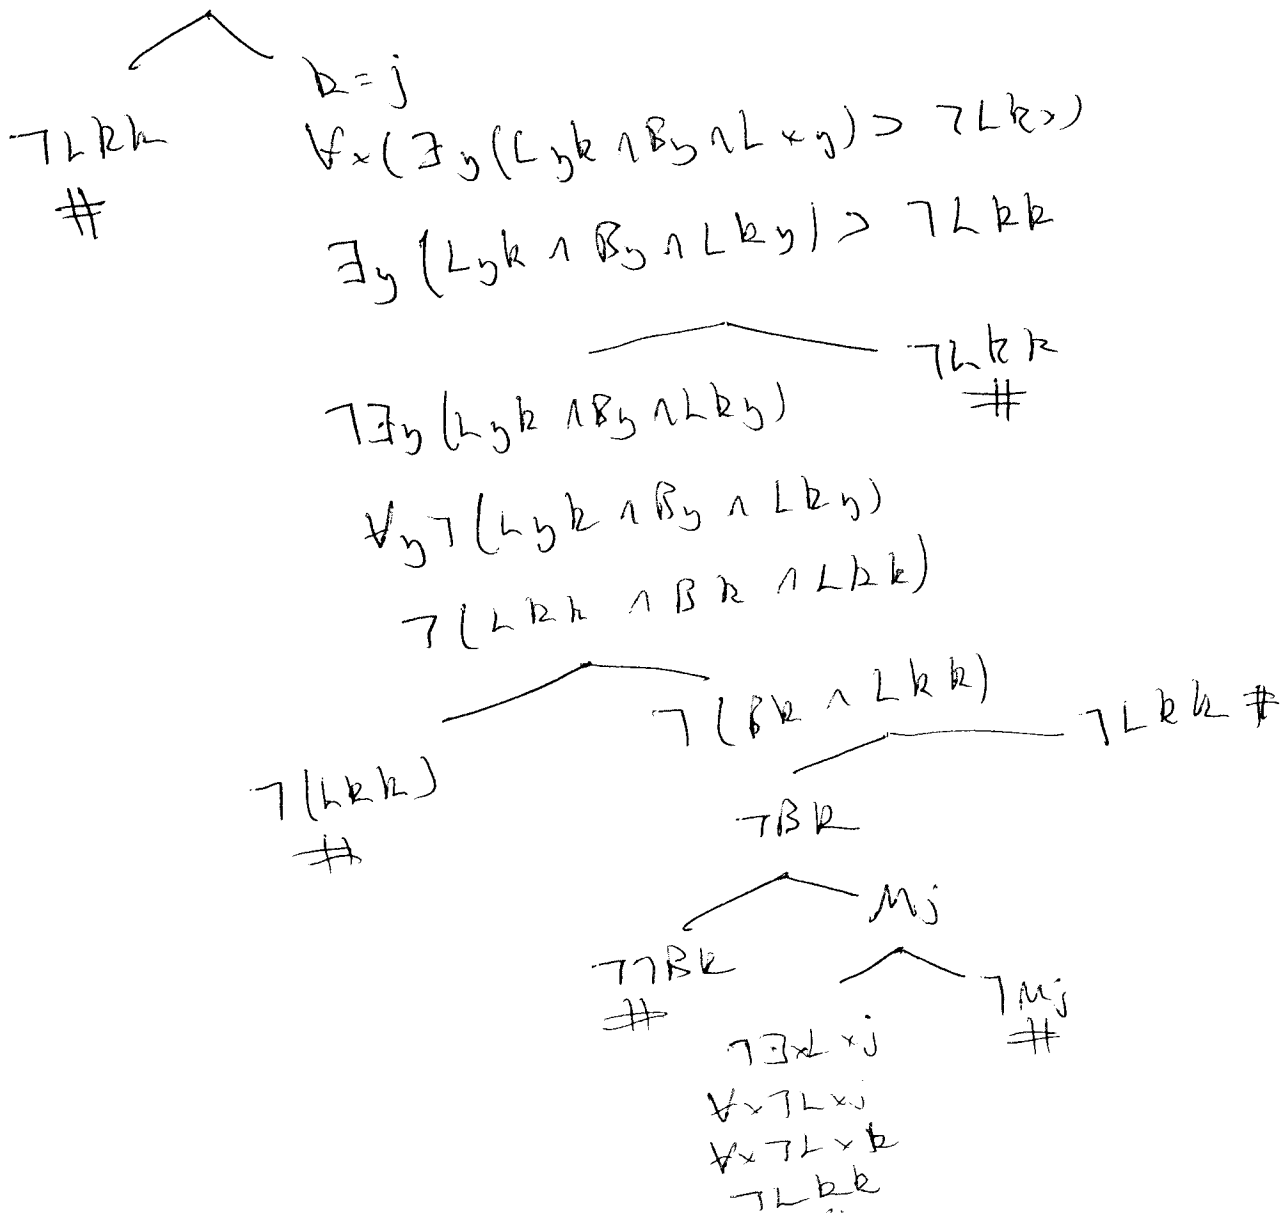 k = j
¬Lkk
∀x(∃y(Lyk ∧ By ∧ Lxy) ⊃ ¬Lkx)
#
∃y(Lyk ∧ By ∧ Lky) ⊃ ¬Lkk
¬Lkk
#
¬∃y(Lyk ∧ By ∧ Lky)
∀y¬(Lyk ∧ By ∧ Lky)
¬(Lkk ∧ Bk ∧ Lkk)
¬(Bk ∧ Lkk)
¬Lkk #
¬(Lkk)
#
¬Bk
Mj
¬¬Bk
#
¬Mj
#
¬∃xLxj
∀x¬Lxj
∀x¬Lxk
¬Lkk